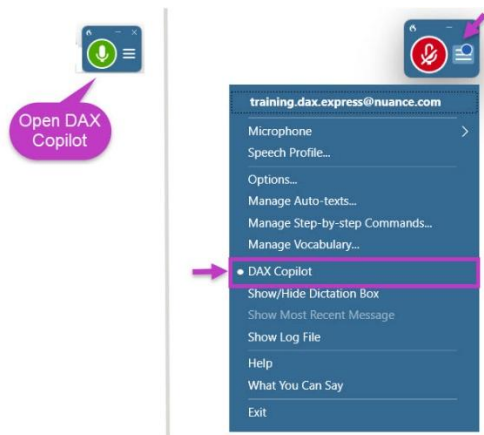 Open DAX
Copilot
training.dax.express@nuance.com
Microphone
Speech Profile...
Options...
Manage Auto-texts...
Manage Step-by-step Commands...
Manage Vocabulary...
DAX Copilot
Show/Hide Dictation Box
Show Most Recent Message
Show Log File
Help
What You Can Say
Exit